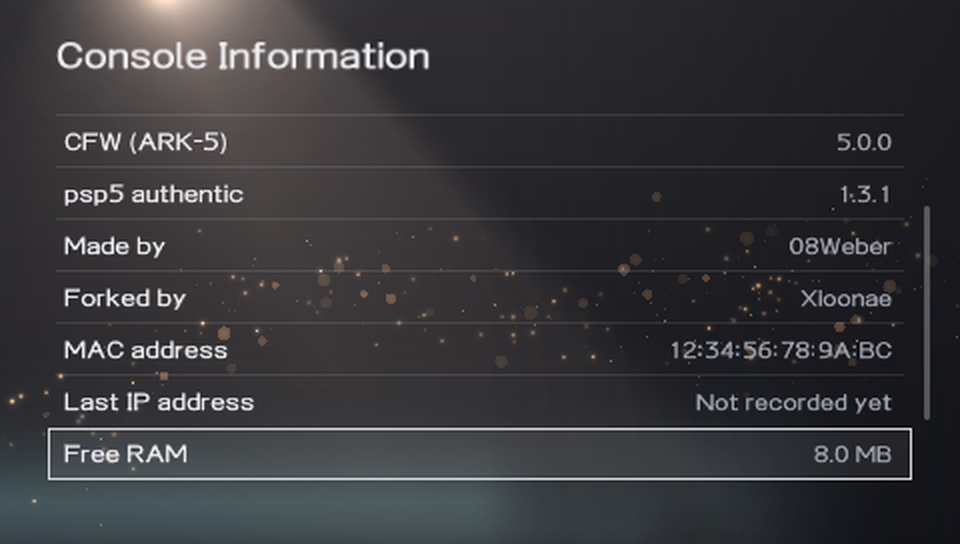 Console Information
CFW (ARK-5) 5.0.0
psp5 authentic 1.3.1
Made by 08Weber
Forked by Xloonae
MAC address 12:34:56:78:9A:BC
Last IP address Not recorded yet
Free RAM 8.0 MB